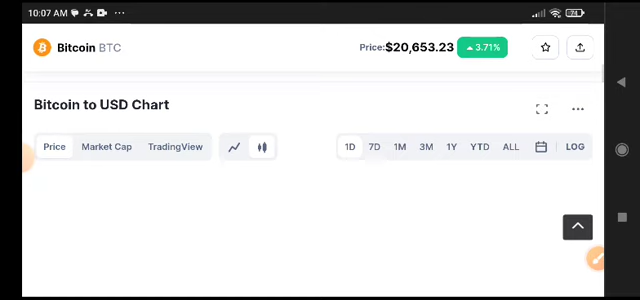 10:07 AM
74
Bitcoin BTC
Price:$20,653.23
3.71%
Bitcoin to USD Chart
Price Market Cap TradingView
1D 7D 1M 3M 1Y YTD ALL LOG